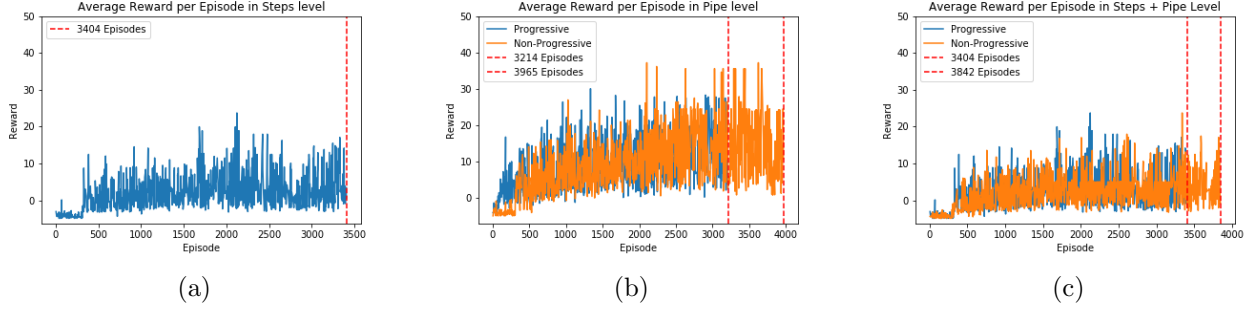 Average Reward per Episode in Steps level
50
40
30
20
10
0
Reward
3404 Episodes
0 500 1000 1500 2000 2500 3000 3500
Episode
(a)
Average Reward per Episode in Pipe level
50
40
30
20
10
0
Reward
Progressive
Non-Progressive
3214 Episodes
3965 Episodes
0 500 1000 1500 2000 2500 3000 3500 4000
Episode
(b)
Average Reward per Episode in Steps + Pipe Level
50
40
30
20
10
0
Reward
Progressive
Non-Progressive
3404 Episodes
3842 Episodes
0 500 1000 1500 2000 2500 3000 3500 4000
Episode
(c)